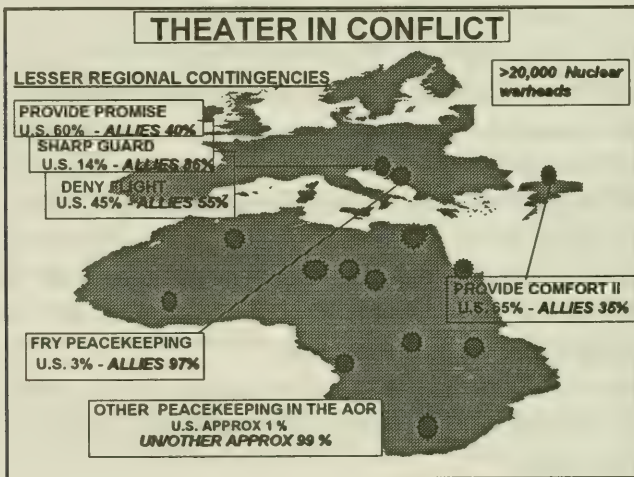 THEATER IN CONFLICT
LESSER REGIONAL CONTINGENCIES
>20,000 Nuclear
warheads
PROVIDE PROMISE
U.S. 60% - ALLIES 40%
SHARP GUARD
U.S. 14% - ALLIES 86%
DENY FLIGHT
U.S. 45% - ALLIES 55%
PROVIDE COMFORT II
U.S. 65% - ALLIES 35%
FRY PEACEKEEPING
U.S. 3% - ALLIES 97%
OTHER PEACEKEEPING IN THE AOR
U.S. APPROX 1 %
UN/OTHER APPROX 99 %